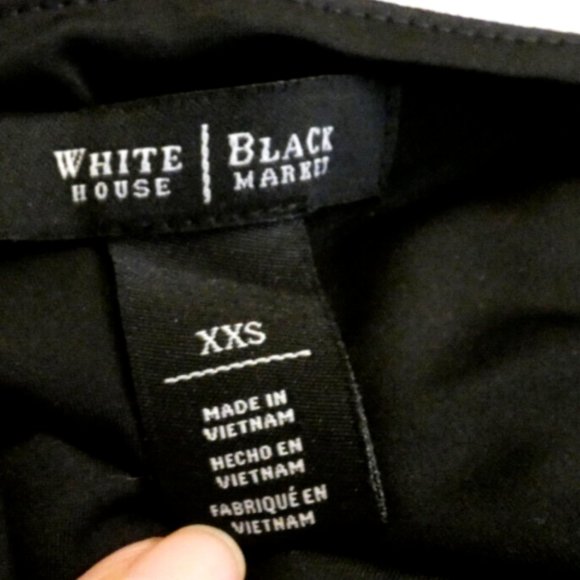 WHITE | BLACK
HOUSE | MARKET
XXS
MADE IN
VIETNAM
HECHO EN
VIETNAM
FABRIQUÉ EN
VIETNAM